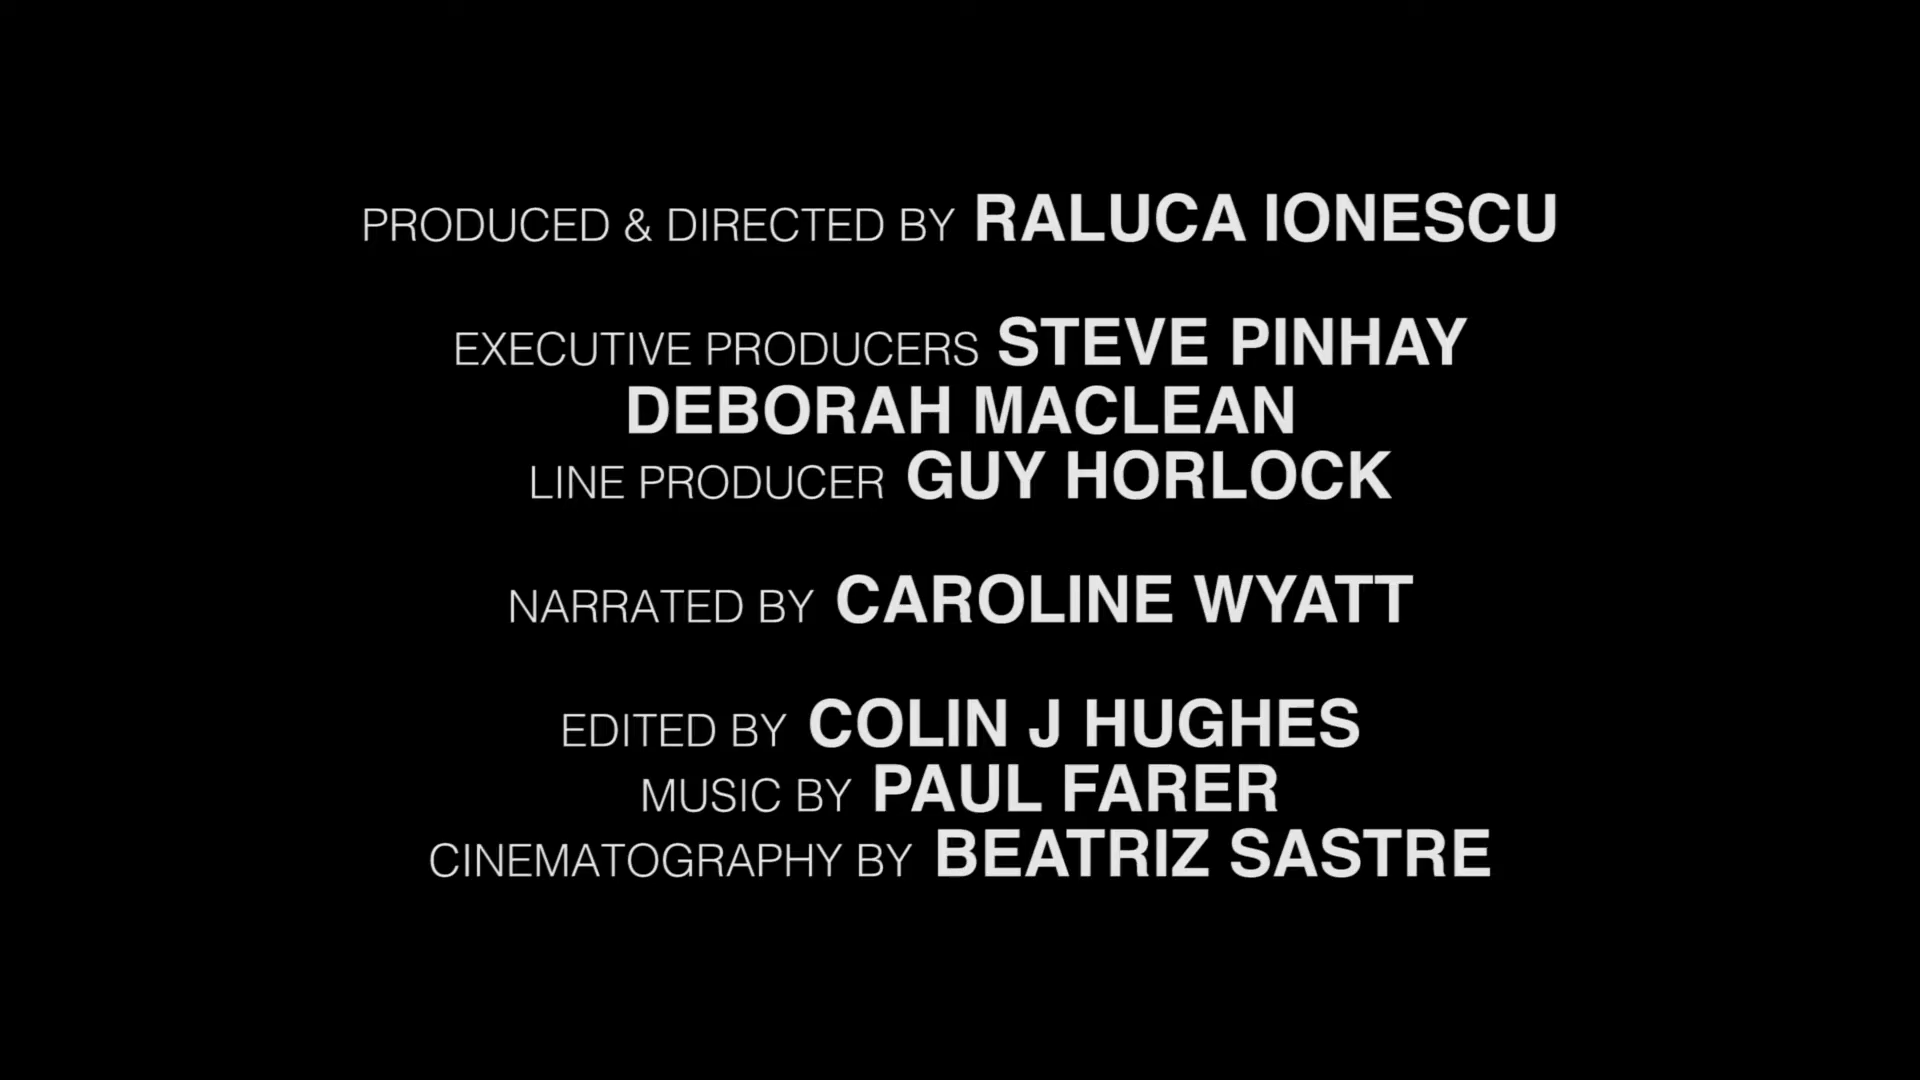 PRODUCED & DIRECTED BY RALUCA IONESCU
EXECUTIVE PRODUCERS STEVE PINHAY
DEBORAH MACLEAN
LINE PRODUCER GUY HORLOCK
NARRATED BY CAROLINE WYATT
EDITED BY COLIN J HUGHES
MUSIC BY PAUL FARER
CINEMATOGRAPHY BY BEATRIZ SASTRE